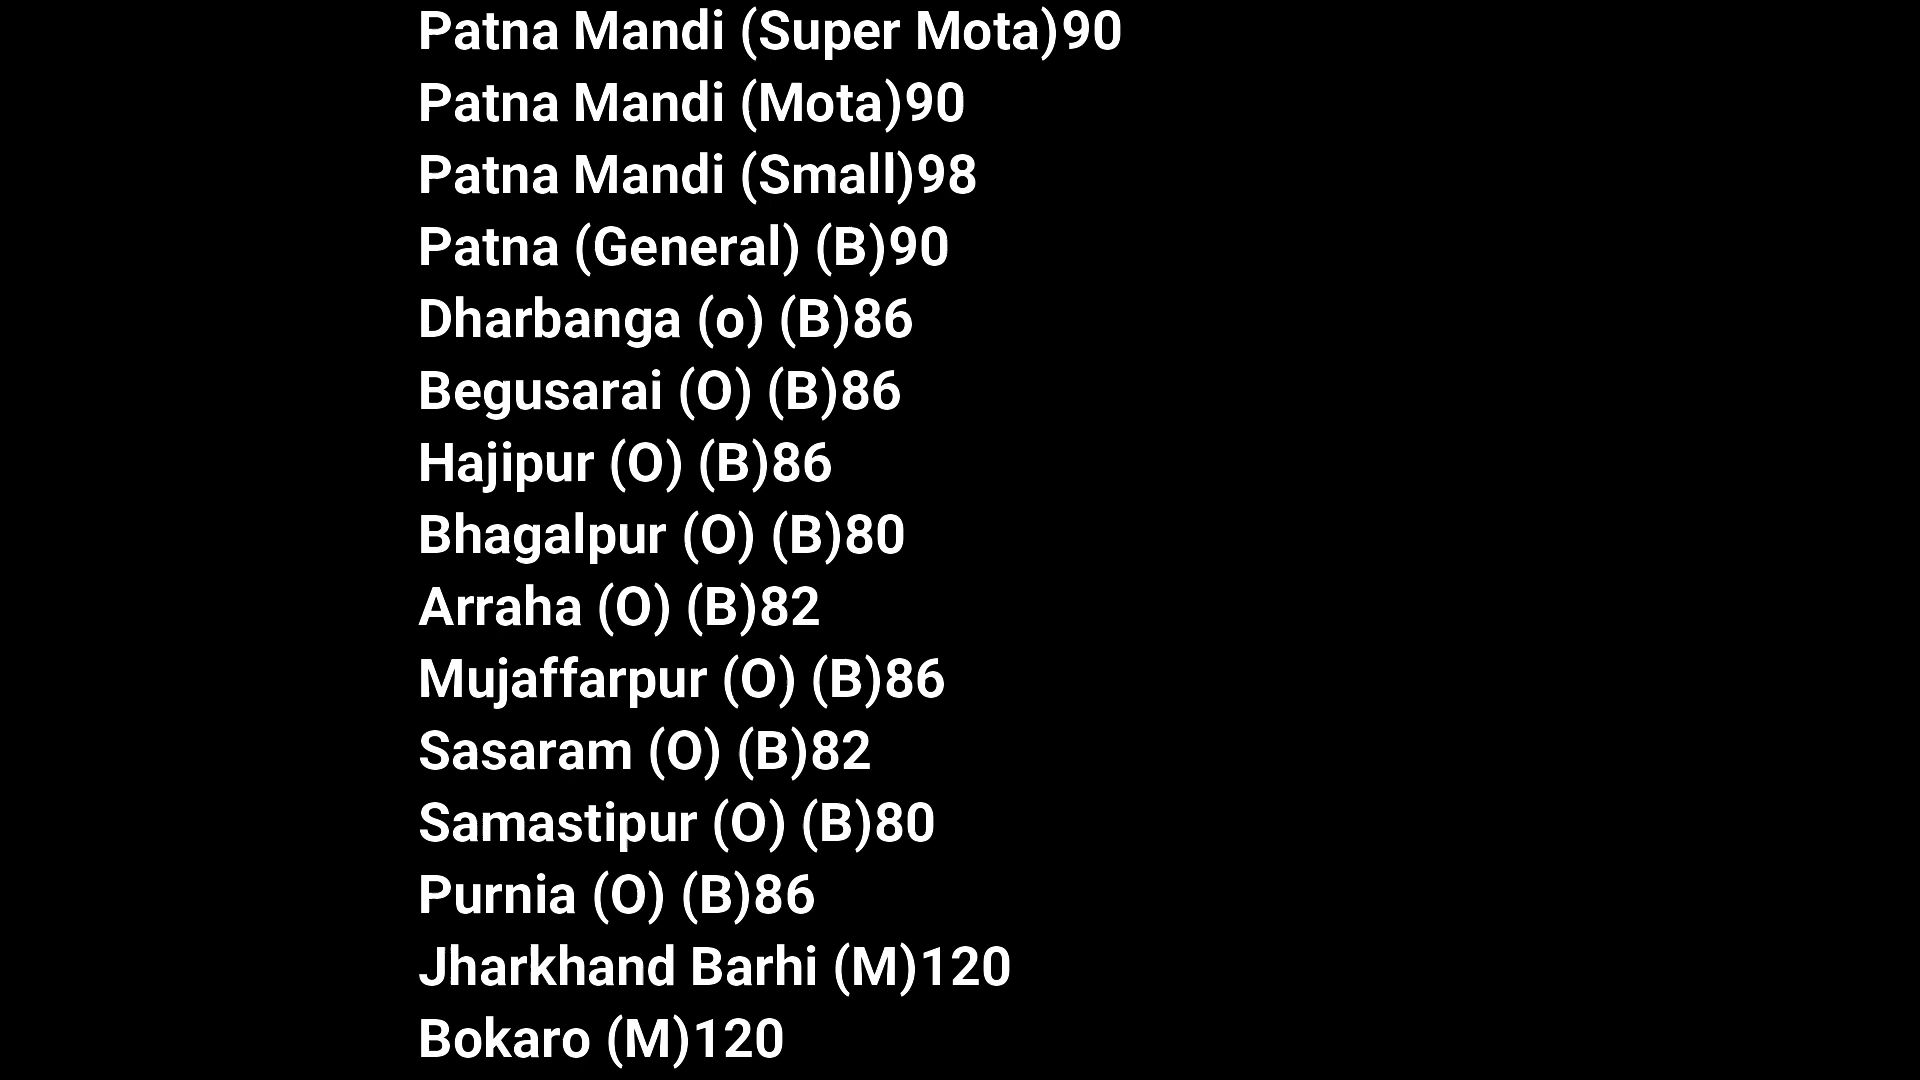 Patna Mandi (Super Mota)90
Patna Mandi (Mota)90
Patna Mandi (Small)98
Patna (General) (B)90
Dharbanga (o) (B)86
Begusarai (O) (B)86
Hajipur (O) (B)86
Bhagalpur (O) (B)80
Arraha (O) (B)82
Mujaffarpur (O) (B)86
Sasaram (O) (B)82
Samastipur (O) (B)80
Purnia (O) (B)86
Jharkhand Barhi (M)120
Bokaro (M)120